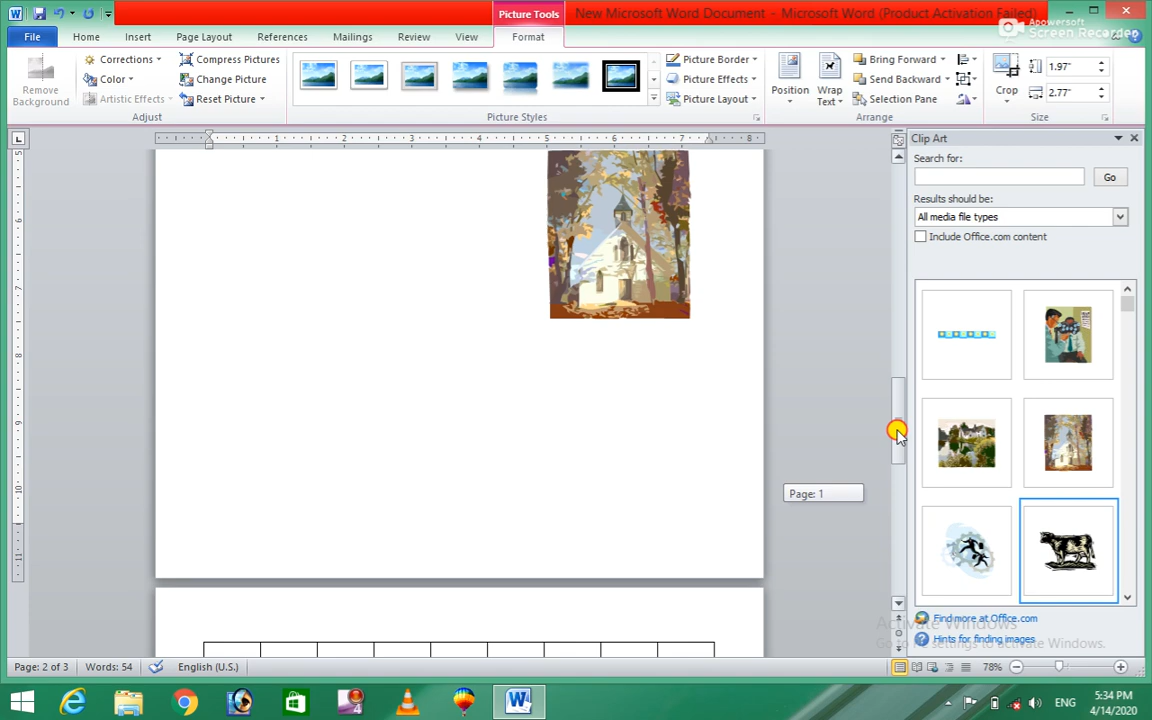 Picture Tools
New Microsoft Word Document - Microsoft Word (Product Activation Failed)
Apowersoft
Screen Recorder
File Home Insert Page Layout References Mailings Review View Format
Remove Background
Corrections
Color
Artistic Effects
Compress Pictures
Change Picture
Reset Picture
Adjust
Picture Styles
Picture Border
Picture Effects
Picture Layout
Position
Wrap Text
Bring Forward
Send Backward
Selection Pane
Arrange
Crop
1.97"
2.77"
Size
Clip Art
Search for:
Go
Results should be:
All media file types
Include Office.com content
Page: 1
Find more at Office.com
Hints for finding images
Activate Windows
Go to PC settings to activate Windows.
Page: 2 of 3 Words: 54 English (U.S.) 78%
ENG
5:34 PM
4/14/2020